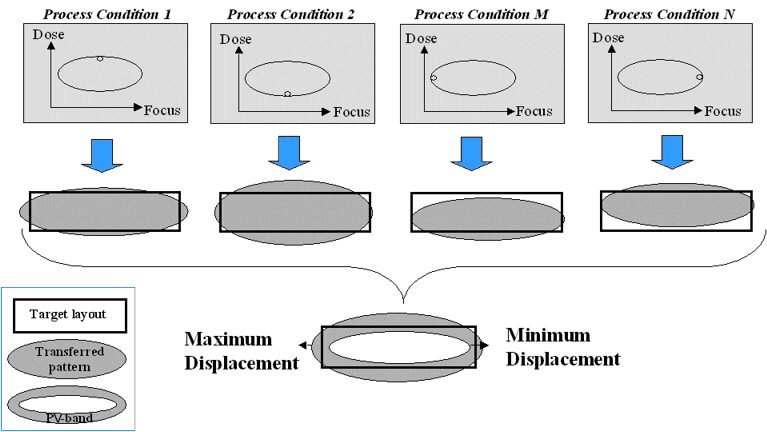 Process Condition 1
Process Condition 2
Process Condition M
Process Condition N
Dose
Focus
Dose
Focus
Dose
Focus
Dose
Focus
Target layout
Transferred
pattern
PV-band
Maximum
Displacement
Minimum
Displacement